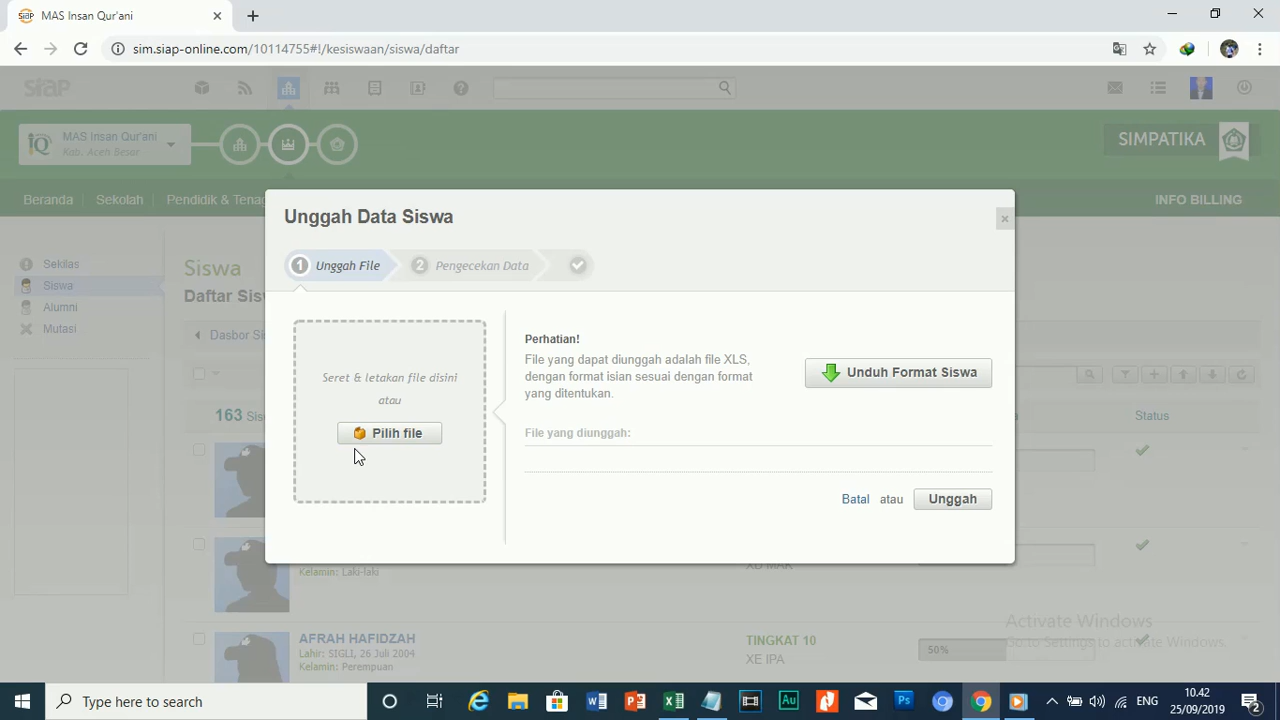 MAS Insan Qur'ani
sim.siap-online.com/10114755#!/kesiswaan/siswa/daftar
siap
MAS Insan Qur'ani
Kab. Aceh Besar
SIMPATIKA
Beranda
Sekolah
Pendidik & Tenag
INFO BILLING
Unggah Data Siswa
1 Unggah File
2 Pengecekan Data
Sekilas
Siswa
Alumni
Mutasi
Siswa
Daftar Sis
Dasbor Si
163 Sis
Status
Seret & letakan file disini
atau
Pilih file
Perhatian!
File yang dapat diunggah adalah file XLS,
dengan format isian sesuai dengan format
yang ditentukan.
Unduh Format Siswa
File yang diunggah:
Batal atau Unggah
Kelamin: Laki-laki
AFRAH HAFIDZAH
Lahir: SIGLI, 26 Juli 2004
Kelamin: Perempuan
TINGKAT 10
XE IPA
50%
Activate Windows
Go to Settings to activate Windows.
Type here to search
ENG
10.42
25/09/2019
2